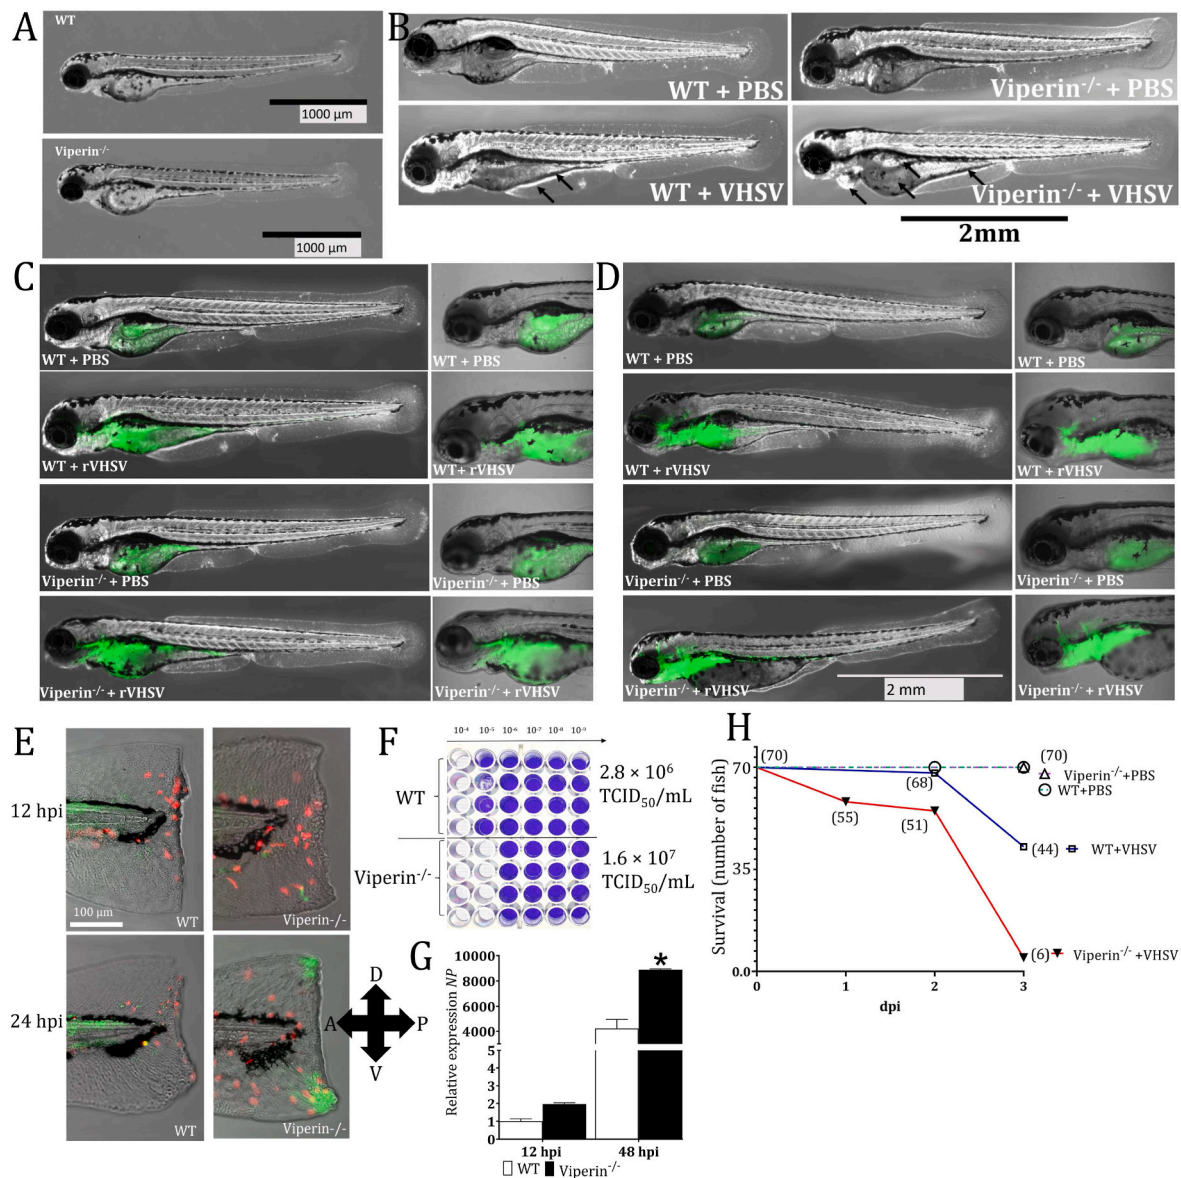 A
WT
1000 µm
Viperin-/-
1000 µm
B
WT + PBS
Viperin-/- + PBS
WT + VHSV
Viperin-/- + VHSV
2mm
C
WT + PBS
WT + PBS
WT + rVHSV
WT + rVHSV
Viperin-/- + PBS
Viperin-/- + PBS
Viperin-/- + rVHSV
Viperin-/- + rVHSV
D
WT + PBS
WT + PBS
WT + rVHSV
WT + rVHSV
Viperin-/- + PBS
Viperin-/- + PBS
Viperin-/- + rVHSV
2 mm
Viperin-/- + rVHSV
E
12 hpi
100 µm
WT
Viperin-/-
24 hpi
WT
Viperin-/-
D
A P
V
F
10-4 10-5 10-6 10-7 10-8 10-9
WT
2.8 × 10⁶
TCID₅₀/mL
Viperin-/-
1.6 × 10⁷
TCID₅₀/mL
G
Relative expression NP
10000
8000
6000
4000
5
4
3
2
1
0
*
12 hpi 48 hpi
WT Viperin-/-
H
Survival (number of fish)
70
35
0.0
(70)
(70)
Viperin-/-+PBS
WT+PBS
(68)
(55)
(51)
(44) WT+VHSV
(6) Viperin-/- +VHSV
1 2 3
dpi